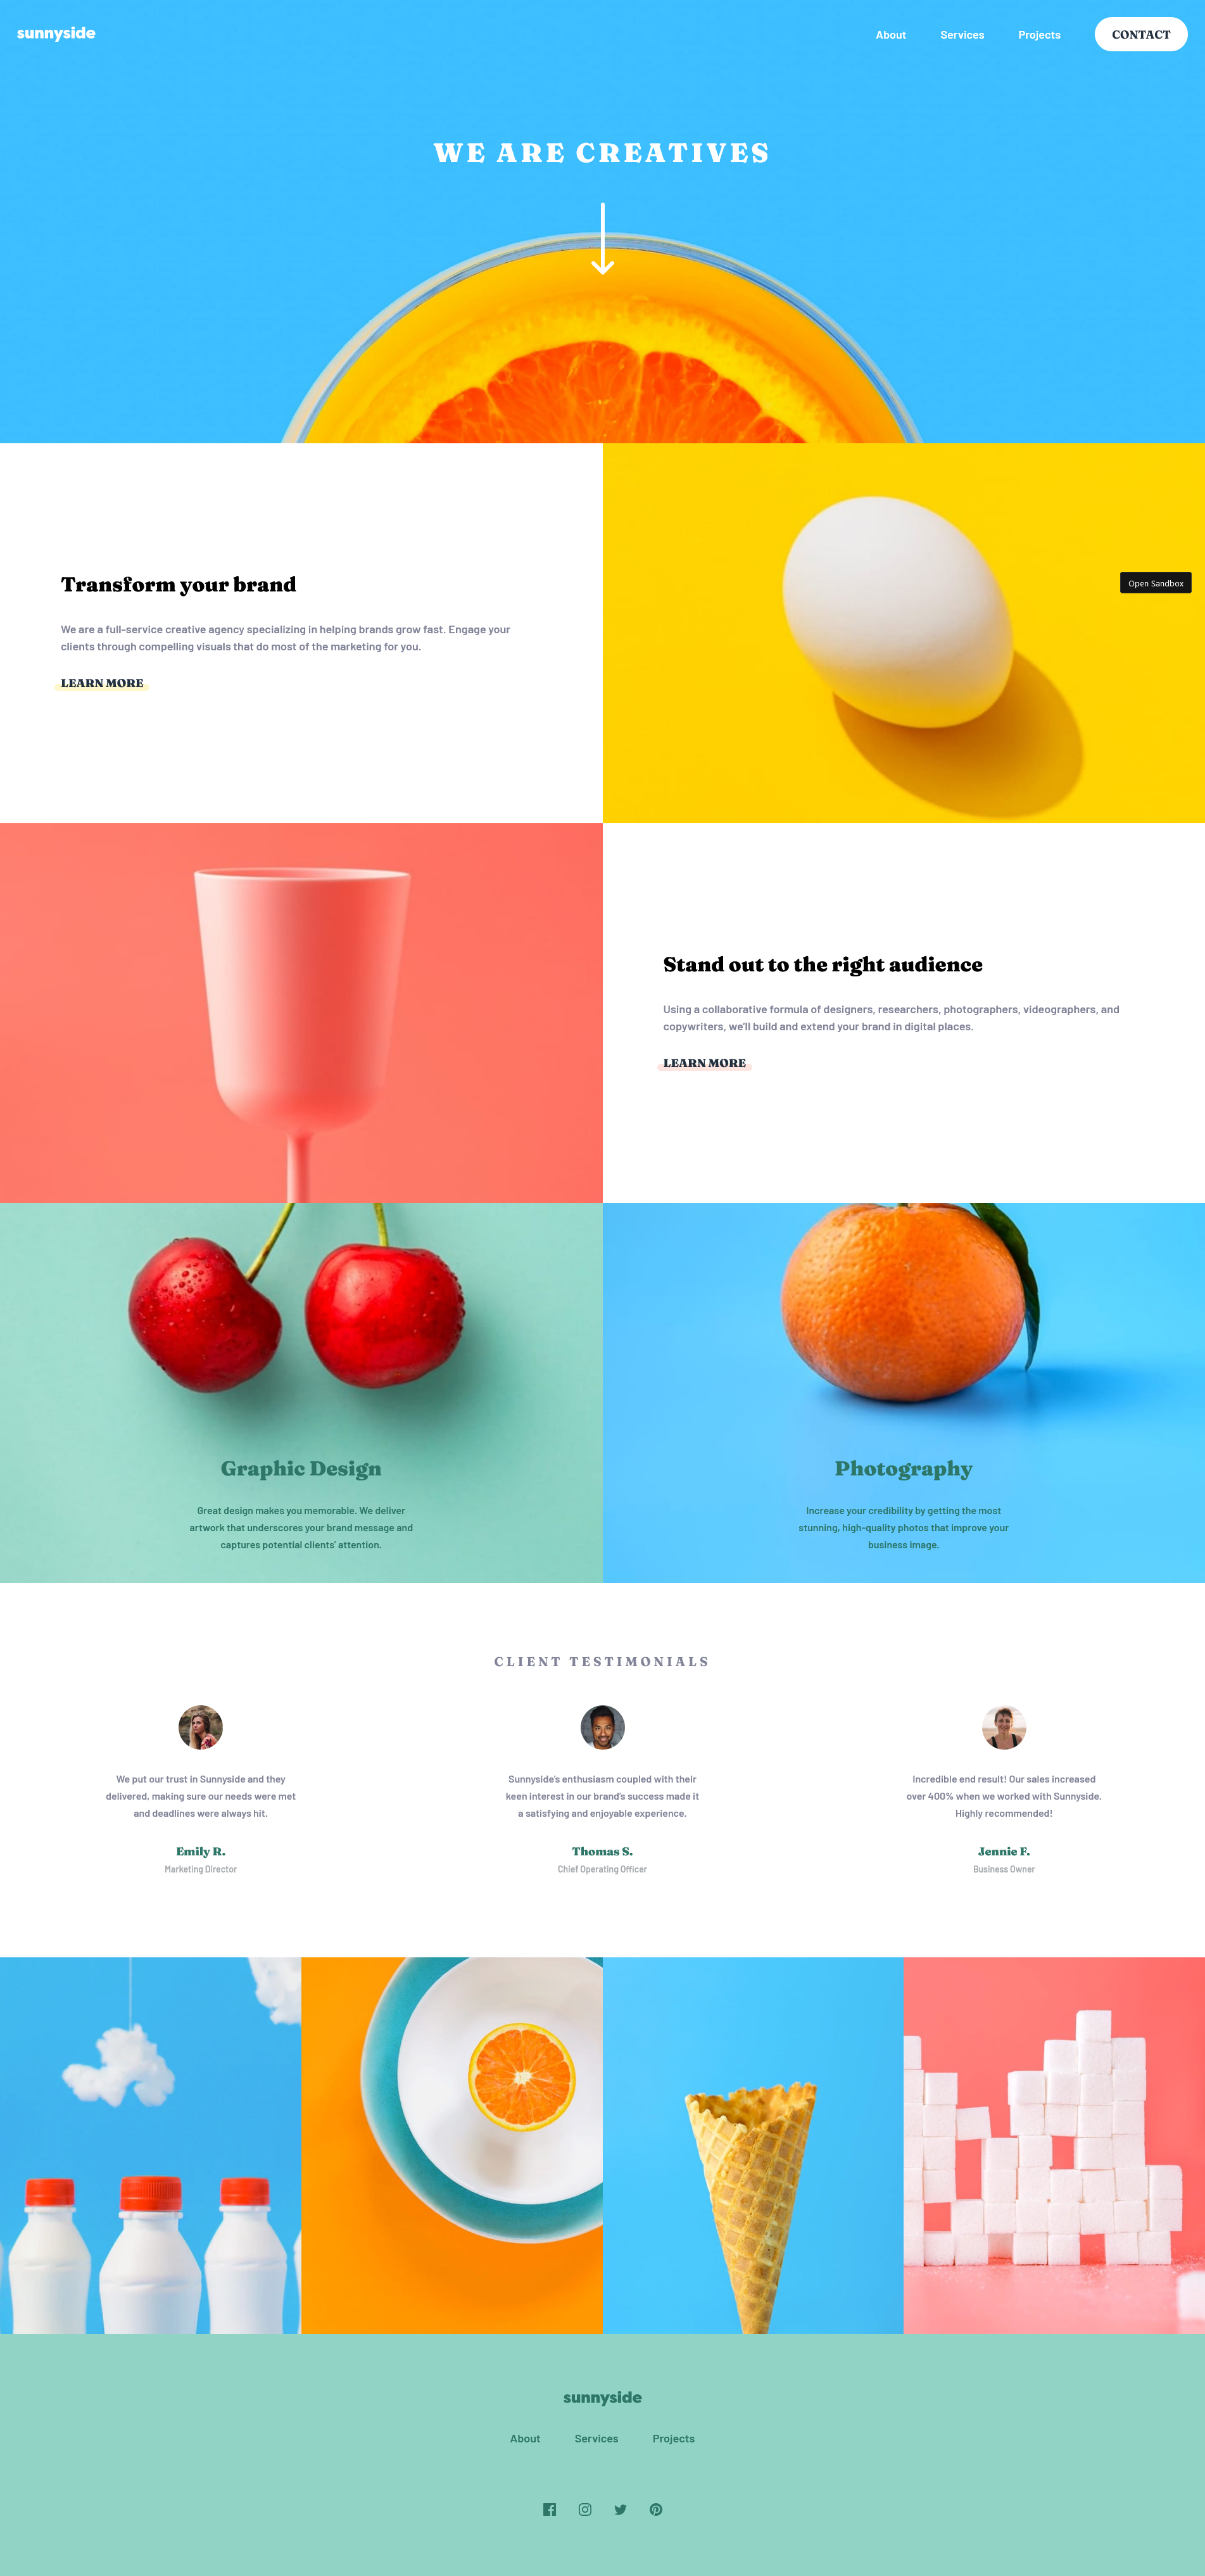 sunnyside
About Services Projects CONTACT
WE ARE CREATIVES
Transform your brand
Open Sandbox
We are a full-service creative agency specializing in helping brands grow fast. Engage your
clients through compelling visuals that do most of the marketing for you.
LEARN MORE
Stand out to the right audience
Using a collaborative formula of designers, researchers, photographers, videographers, and
copywriters, we’ll build and extend your brand in digital places.
LEARN MORE
Graphic Design
Great design makes you memorable. We deliver
artwork that underscores your brand message and
captures potential clients’ attention.
Photography
Increase your credibility by getting the most
stunning, high-quality photos that improve your
business image.
CLIENT TESTIMONIALS
We put our trust in Sunnyside and they
delivered, making sure our needs were met
and deadlines were always hit.
Emily R.
Marketing Director
Sunnyside’s enthusiasm coupled with their
keen interest in our brand’s success made it
a satisfying and enjoyable experience.
Thomas S.
Chief Operating Officer
Incredible end result! Our sales increased
over 400% when we worked with Sunnyside.
Highly recommended!
Jennie F.
Business Owner
sunnyside
About Services Projects